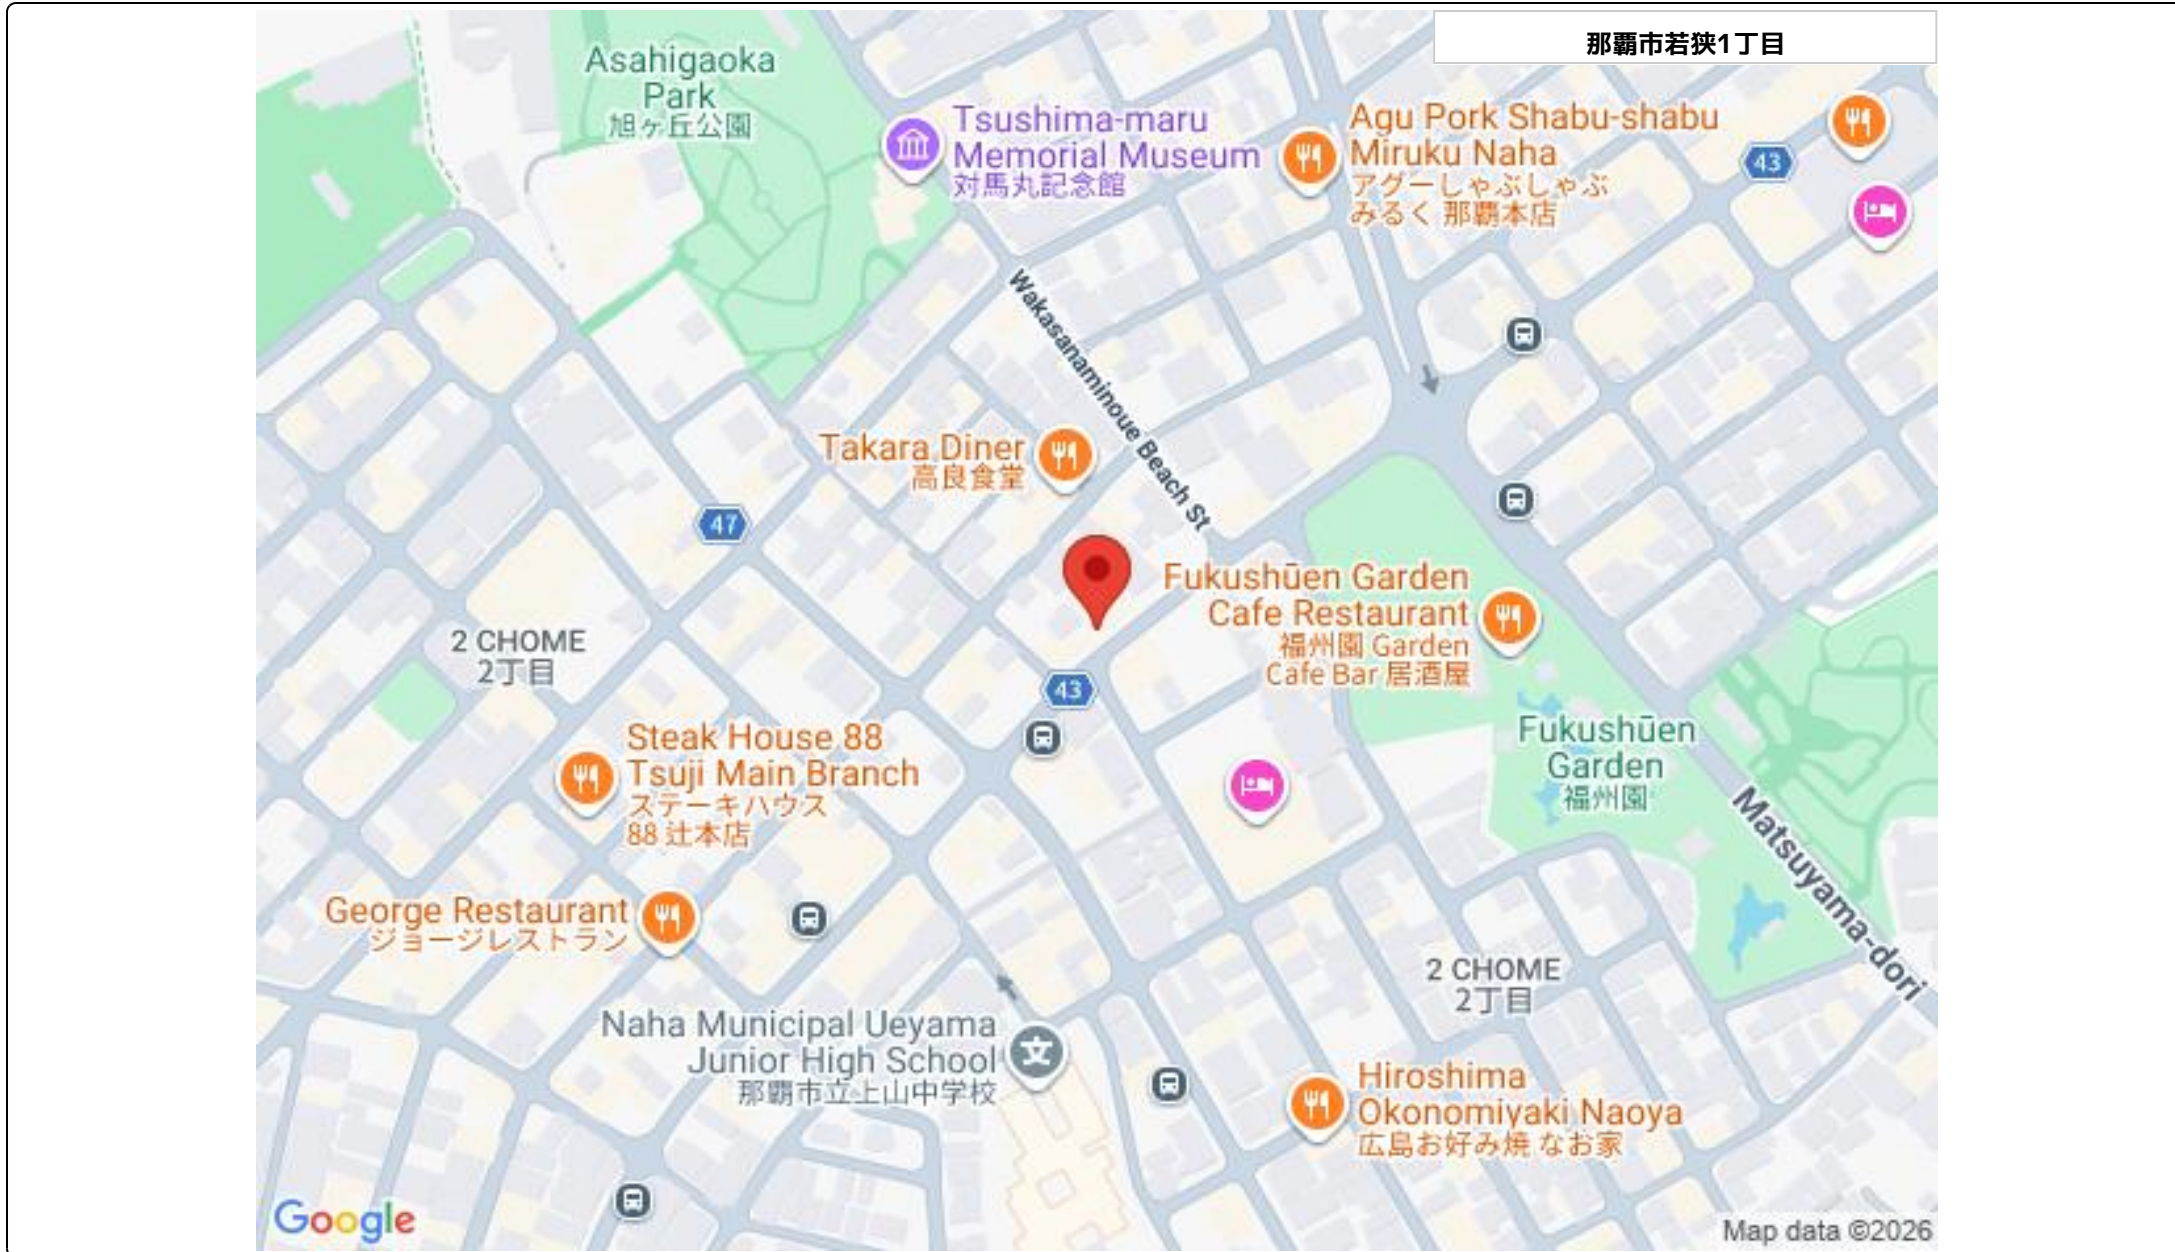 那覇市若狭1丁目
Asahigaoka
Park
旭ヶ丘公園
Tsushima-maru
Memorial Museum
対馬丸記念館
Agu Pork Shabu-shabu
Miruku Naha
アグーしゃぶしゃぶ
みるく 那覇本店
43
Wakasanaminoue Beach St
Takara Diner
高良食堂
47
Fukushūen Garden
Cafe Restaurant
福州園 Garden
Cafe Bar 居酒屋
2 CHOME
2丁目
43
Steak House 88
Tsuji Main Branch
ステーキハウス
88 辻本店
Fukushūen
Garden
福州園
Matsuyama-dori
George Restaurant
ジョージレストラン
2 CHOME
2丁目
Naha Municipal Ueyama
Junior High School
那覇市立上山中学校
文
Hiroshima
Okonomiyaki Naoya
広島お好み焼 なお家
Google
Map data ©2026